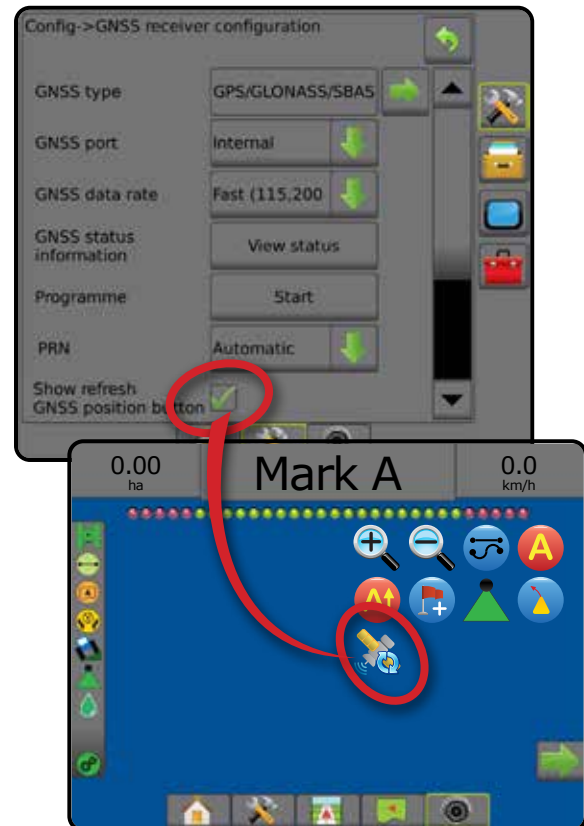 Config->GNSS receiver configuration
GNSS type GPS/GLONASS/SBAS
GNSS port Internal
GNSS data rate Fast (115,200
GNSS status
information View status
Programme Start
PRN Automatic
Show refresh
GNSS position button
0.00
ha
Mark A
0.0
km/h
A
A